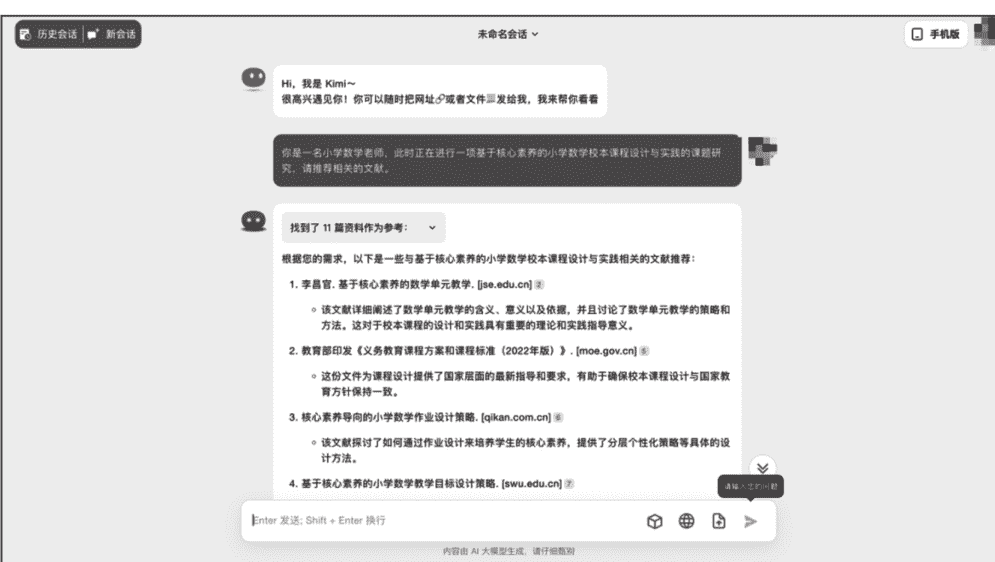 历史会话 新会话
未命名会话
手机版
Hi，我是 Kimi～
很高兴遇见你！你可以随时把网址🔗或者文件📄发给我，我来帮你看看
你是一名小学数学老师，此时正在进行一项基于核心素养的小学数学校本课程设计与实践的课题研
究，请推荐相关的文献。
找到了 11 篇资料作为参考：
根据您的需求，以下是一些与基于核心素养的小学数学校本课程设计与实践相关的文献推荐：
1. 李昌官. 基于核心素养的数学单元教学. [jse.edu.cn] 2
该文献详细阐述了数学单元教学的含义、意义以及依据，并且讨论了数学单元教学的策略和
方法。这对于校本课程的设计和实践具有重要的理论和实践指导意义。
2. 教育部印发《义务教育课程方案和课程标准（2022年版）》. [moe.gov.cn] 5
这份文件为课程设计提供了国家层面的最新指导和要求，有助于确保校本课程设计与国家教
育方针保持一致。
3. 核心素养导向的小学数学作业设计策略. [qikan.com.cn] 6
该文献探讨了如何通过作业设计来培养学生的核心素养，提供了分层个性化策略等具体的设
计方法。
4. 基于核心素养的小学数学教学目标设计策略. [swu.edu.cn] 7
Enter 发送; Shift + Enter 换行
内容由 AI 大模型生成，请仔细甄别